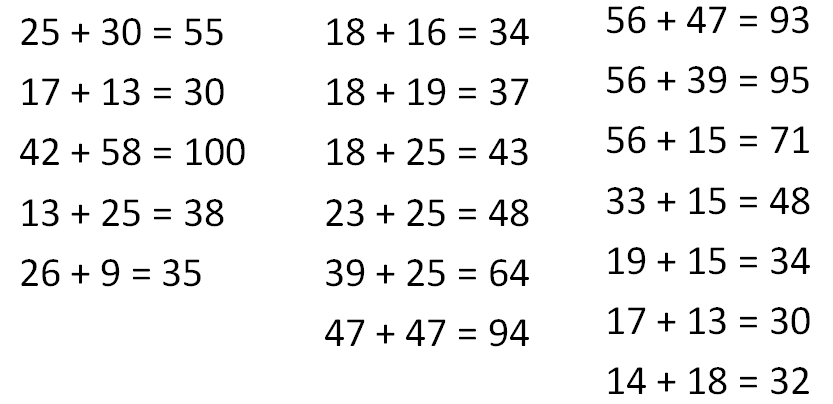 25 + 30 = 55
17 + 13 = 30
42 + 58 = 100
13 + 25 = 38
26 + 9 = 35
18 + 16 = 34
18 + 19 = 37
18 + 25 = 43
23 + 25 = 48
39 + 25 = 64
47 + 47 = 94
56 + 47 = 93
56 + 39 = 95
56 + 15 = 71
33 + 15 = 48
19 + 15 = 34
17 + 13 = 30
14 + 18 = 32